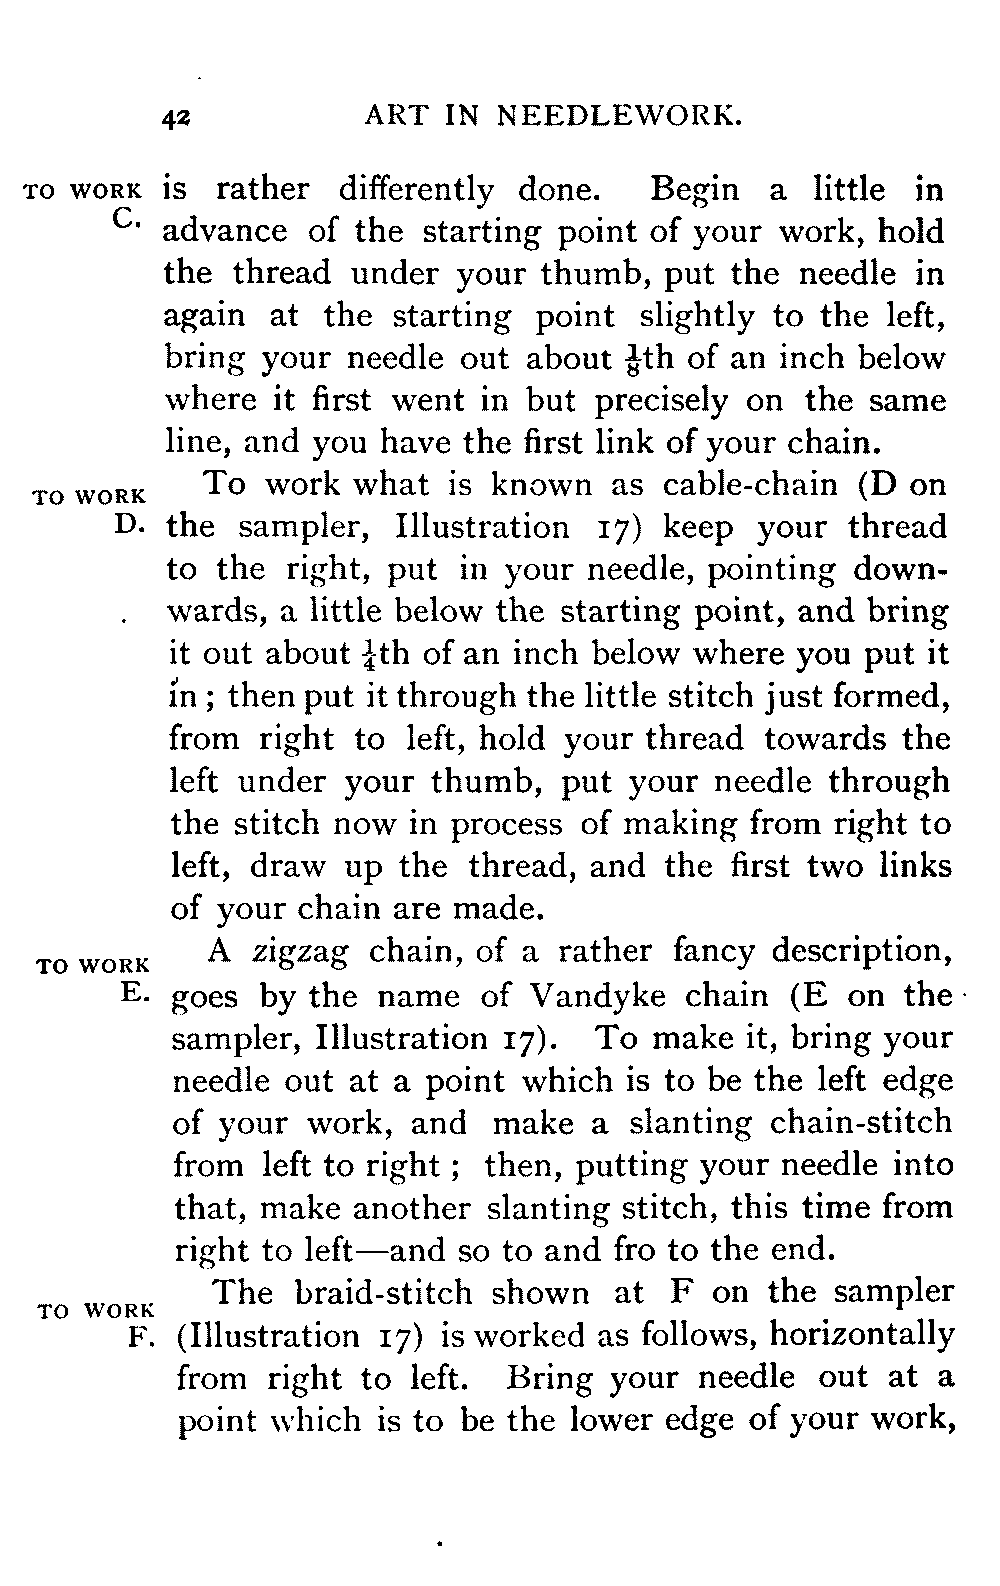 42 ART IN NEEDLEWORK.
TO WORK C.
is rather differently done. Begin a little in
advance of the starting point of your work, hold
the thread under your thumb, put the needle in
again at the starting point slightly to the left,
bring your needle out about ⅛th of an inch below
where it first went in but precisely on the same
line, and you have the first link of your chain.
TO WORK D.
To work what is known as cable-chain (D on
the sampler, Illustration 17) keep your thread
to the right, put in your needle, pointing down-
wards, a little below the starting point, and bring
it out about ¼th of an inch below where you put it
in ; then put it through the little stitch just formed,
from right to left, hold your thread towards the
left under your thumb, put your needle through
the stitch now in process of making from right to
left, draw up the thread, and the first two links
of your chain are made.
TO WORK E.
A zigzag chain, of a rather fancy description,
goes by the name of Vandyke chain (E on the
sampler, Illustration 17). To make it, bring your
needle out at a point which is to be the left edge
of your work, and make a slanting chain-stitch
from left to right ; then, putting your needle into
that, make another slanting stitch, this time from
right to left—and so to and fro to the end.
TO WORK F.
The braid-stitch shown at F on the sampler
(Illustration 17) is worked as follows, horizontally
from right to left. Bring your needle out at a
point which is to be the lower edge of your work,